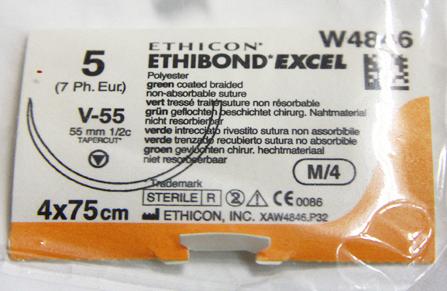 ETHICON®
W4846
5
ETHIBOND* EXCEL
(7 Ph. Eur.)
Polyester
green coated braided
non-absorbable suture
V-55
vert tressé traité suture non résorbable
55 mm 1/2c
grün geflochten beschichtet chirurg. Nahtmaterial
TAPERCUT*
nicht resorbierbar
verde intrecciato rivestito sutura non assorbibile
verde trenzado recubierto sutura no absorbible
groen gevlochten chirurg. hechtmateriaal
niet resorbeerbaar
M/4
*Trademark
STERILE R 2 CE 0086
4x75cm
ETHICON, INC. XAW4846.P32